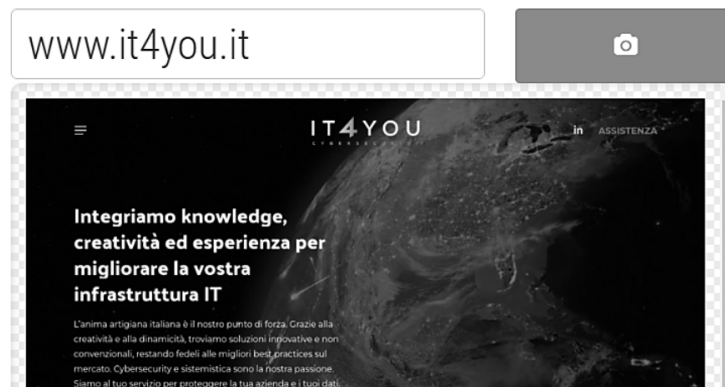 www.it4you.it
IT4YOU
CYBERSECURITY
in
ASSISTENZA
Integriamo knowledge,
creatività ed esperienza per
migliorare la vostra
infrastruttura IT
L'anima artigiana italiana è il nostro punto di forza. Grazie alla
creatività e alla dinamicità, troviamo soluzioni innovative e non
convenzionali, restando fedeli alle migliori best practices sul
mercato. Cybersecurity e sistemistica sono la nostra passione.
Siamo al tuo servizio per proteggere la tua azienda e i tuoi dati.